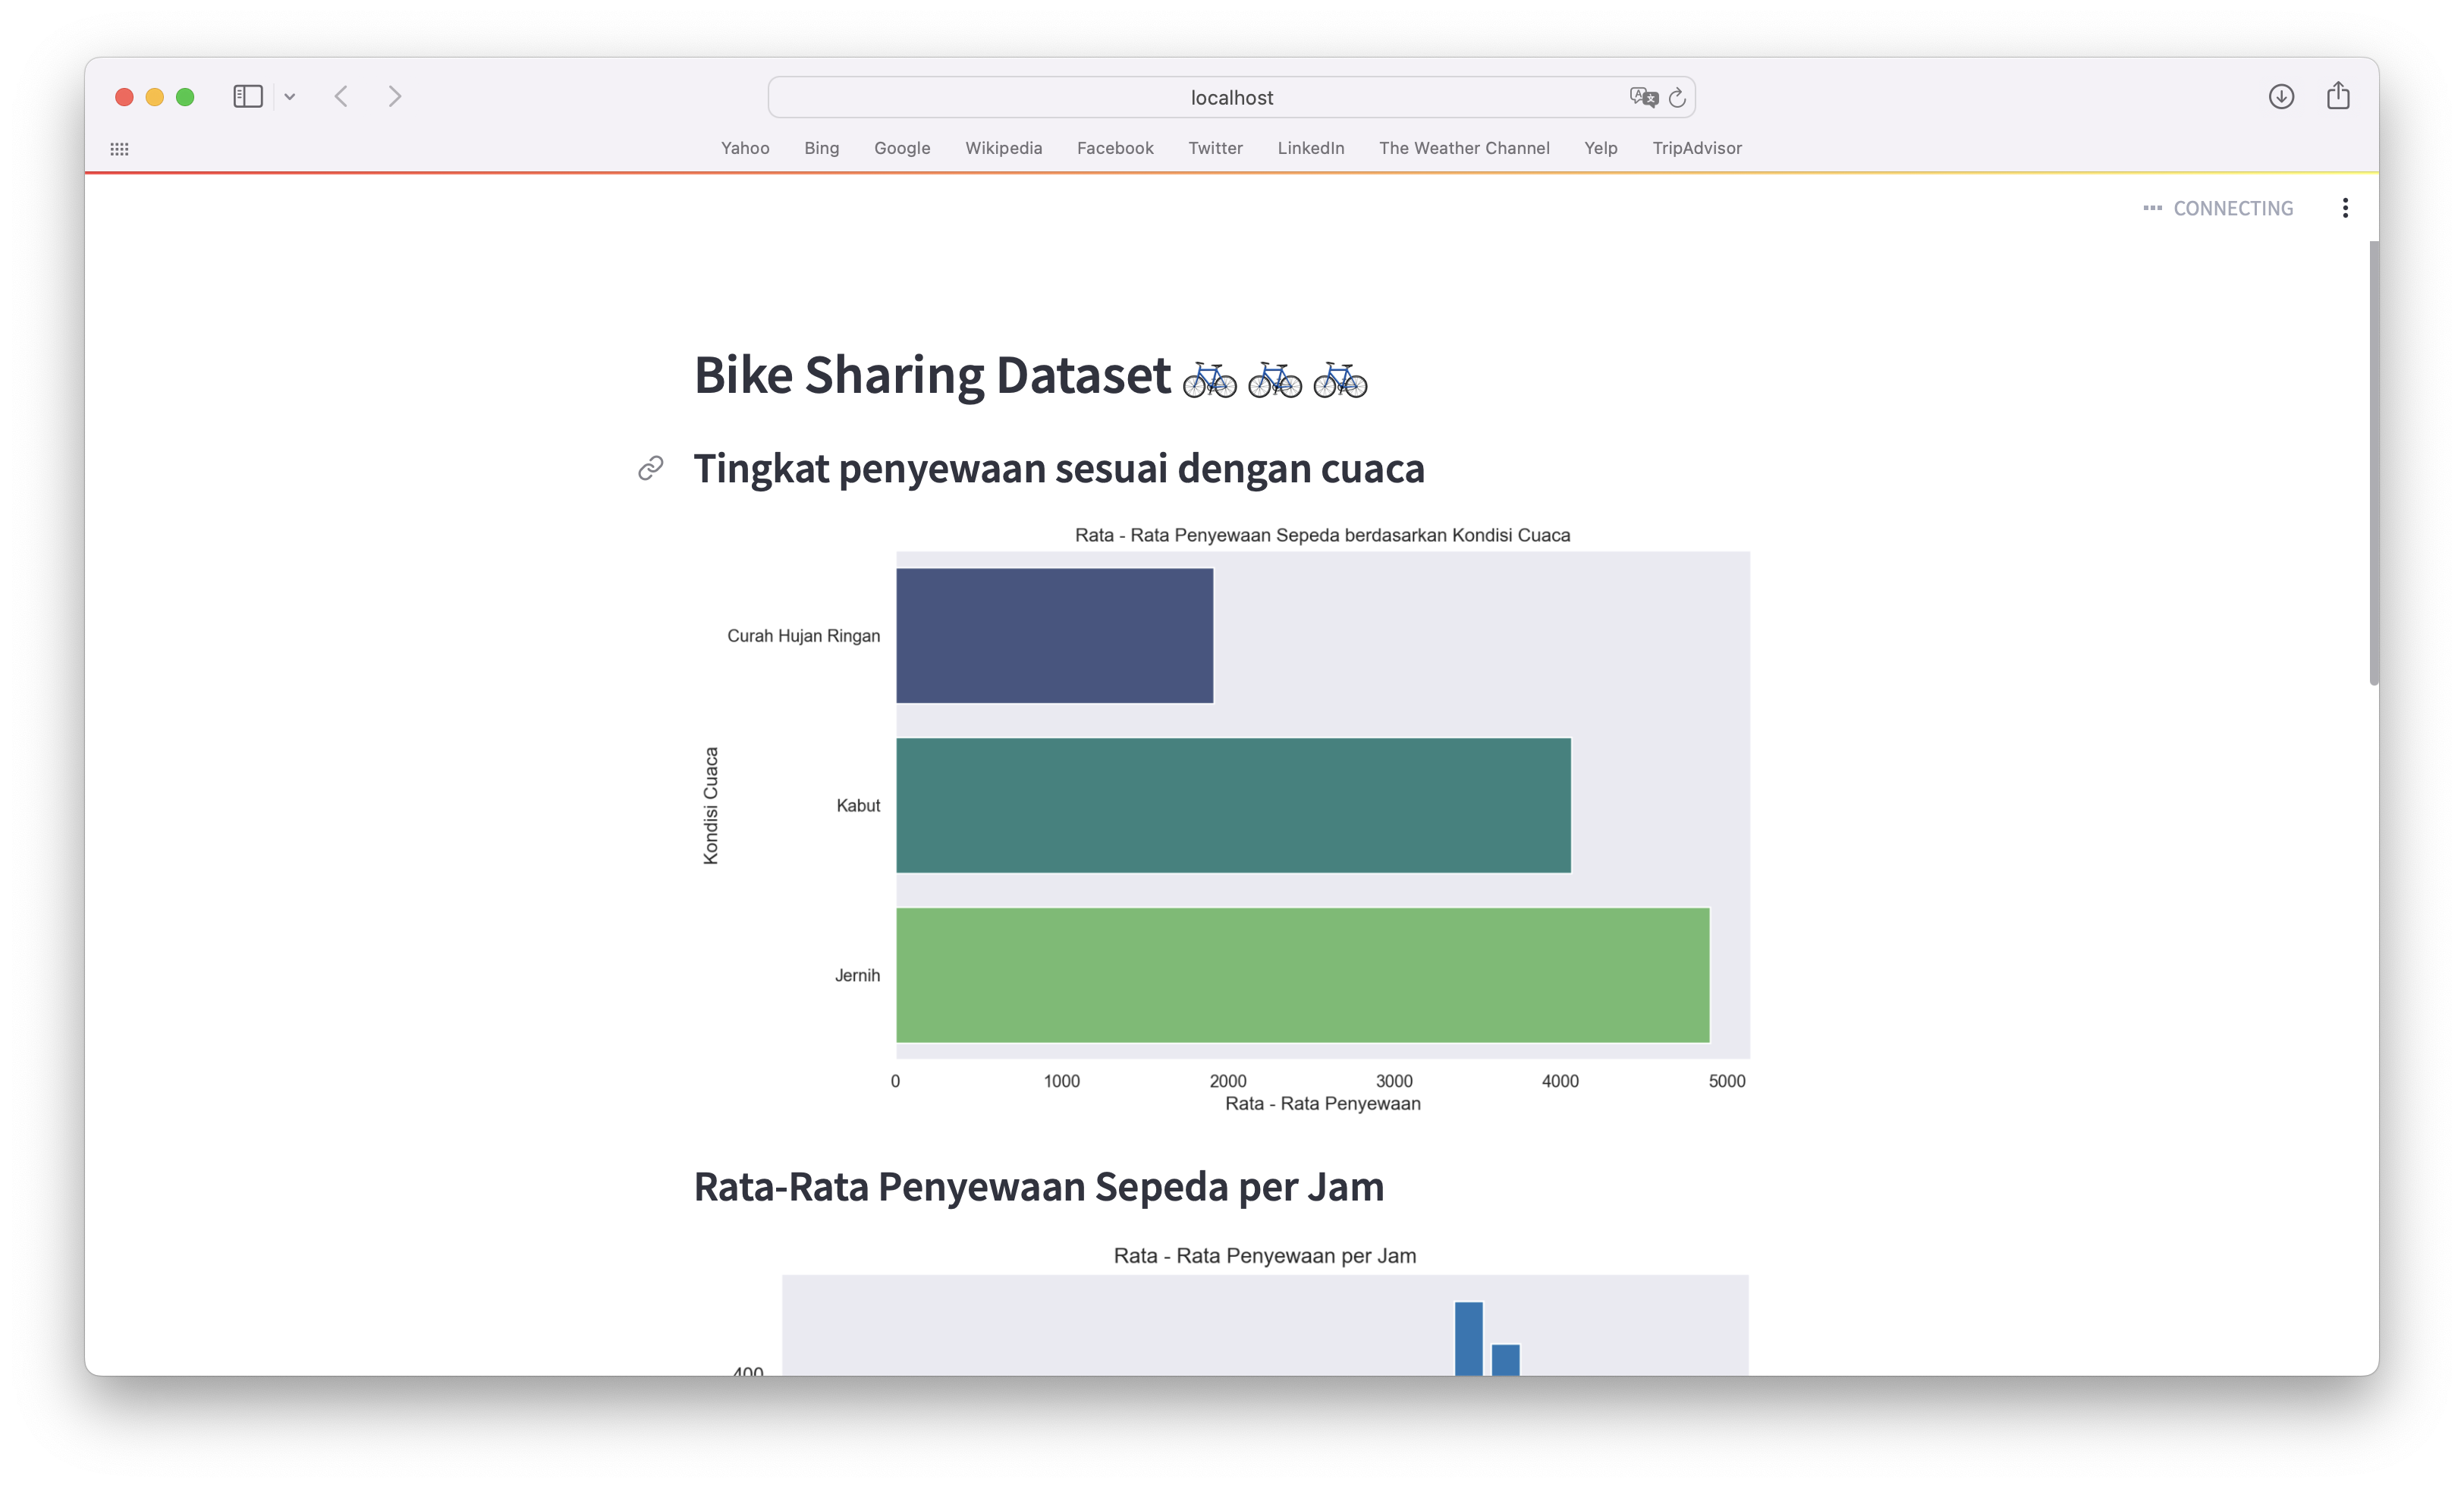 localhost
Yahoo Bing Google Wikipedia Facebook Twitter LinkedIn The Weather Channel Yelp TripAdvisor
CONNECTING
Bike Sharing Dataset 🚲 🚲 🚲
Tingkat penyewaan sesuai dengan cuaca
Rata - Rata Penyewaan Sepeda berdasarkan Kondisi Cuaca
Kondisi Cuaca
Curah Hujan Ringan
Kabut
Jernih
0 1000 2000 3000 4000 5000
Rata - Rata Penyewaan
Rata-Rata Penyewaan Sepeda per Jam
Rata - Rata Penyewaan per Jam
400